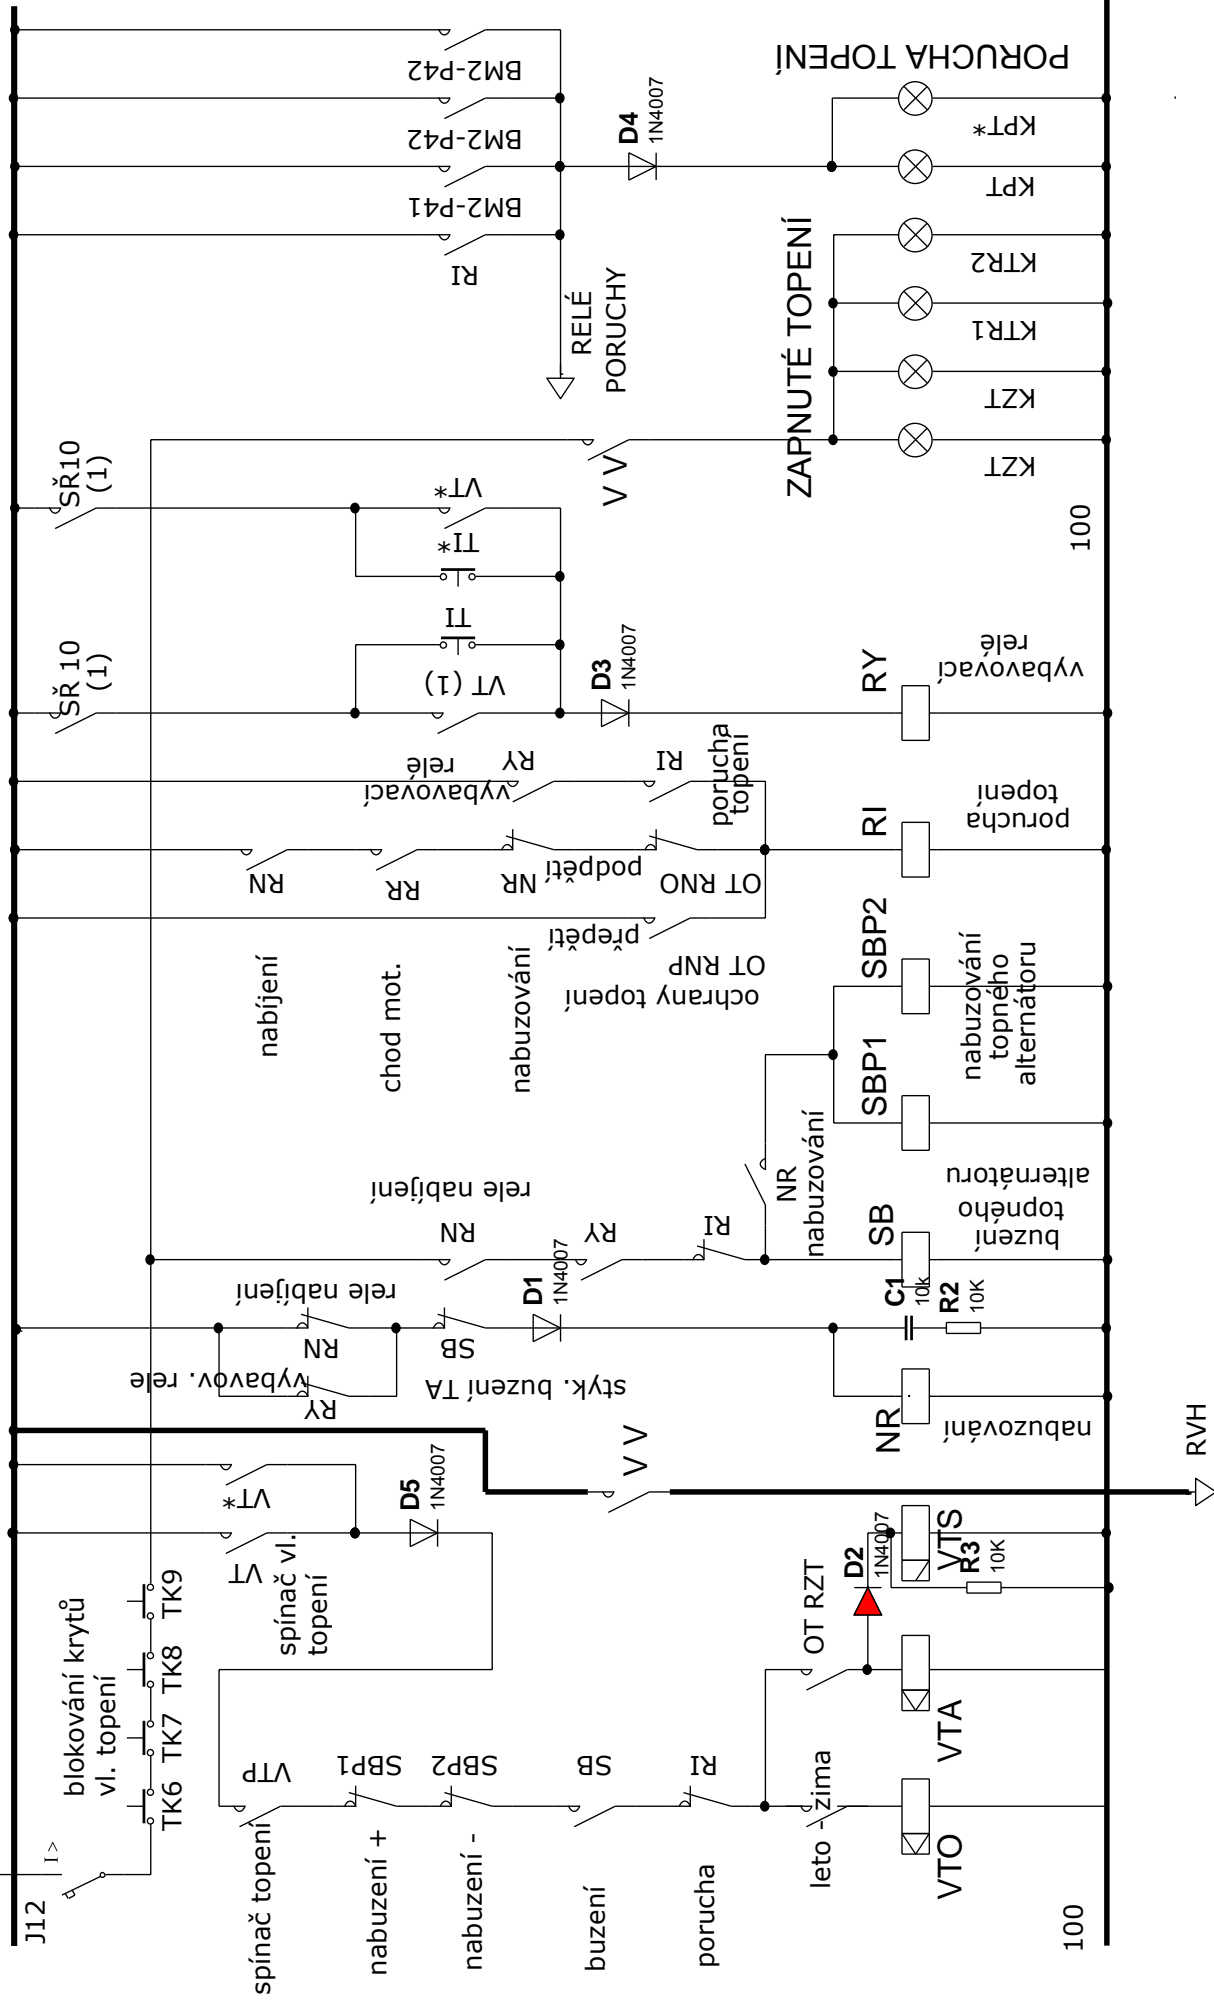 BM2-P42
BM2-P42
BM2-P41
RI
RELÉ
PORUCHY
D4
1N4007
PORUCHA TOPENÍ
KPT*
KPT
KTR2
KTR1
KZT
KZT
ZAPNUTÉ TOPENÍ
V V
100
ŠŘ10
(1)
VT*
TI*
TI
VT (1)
ŠŘ 10
(1)
D3
1N4007
RY
vybavovací
relé
vybavovací
relé
RY
RI
porucha
topení
RN
RR
NR
podpětí
OT RNO
RI
porucha
topení
přepětí
OT RNP
ochrany topení
nabíjení
chod mot.
nabuzování
SBP2
SBP1
nabuzování
topného
alternátoru
NR
nabuzování
rele nabíjení
RN
RY
RI
SB
buzení
topného
alternátoru
rele nabíjení
RN
SB
D1
1N4007
C1
10k
R2
10K
vybavov. rele
RY
styk. buzení TA
NR
nabuzování
V V
RVH
VT*
VT
spínač vl.
topení
D5
1N4007
D2
1N4007
VTS
R3
10K
OT RZT
VTA
blokování krytů
vl. topení
TK9
TK8
TK7
TK6
I >
J12
VTP
SBP1
SBP2
SB
RI
leto - zima
VTO
spínač topení
nabuzení +
nabuzení -
buzení
porucha
100